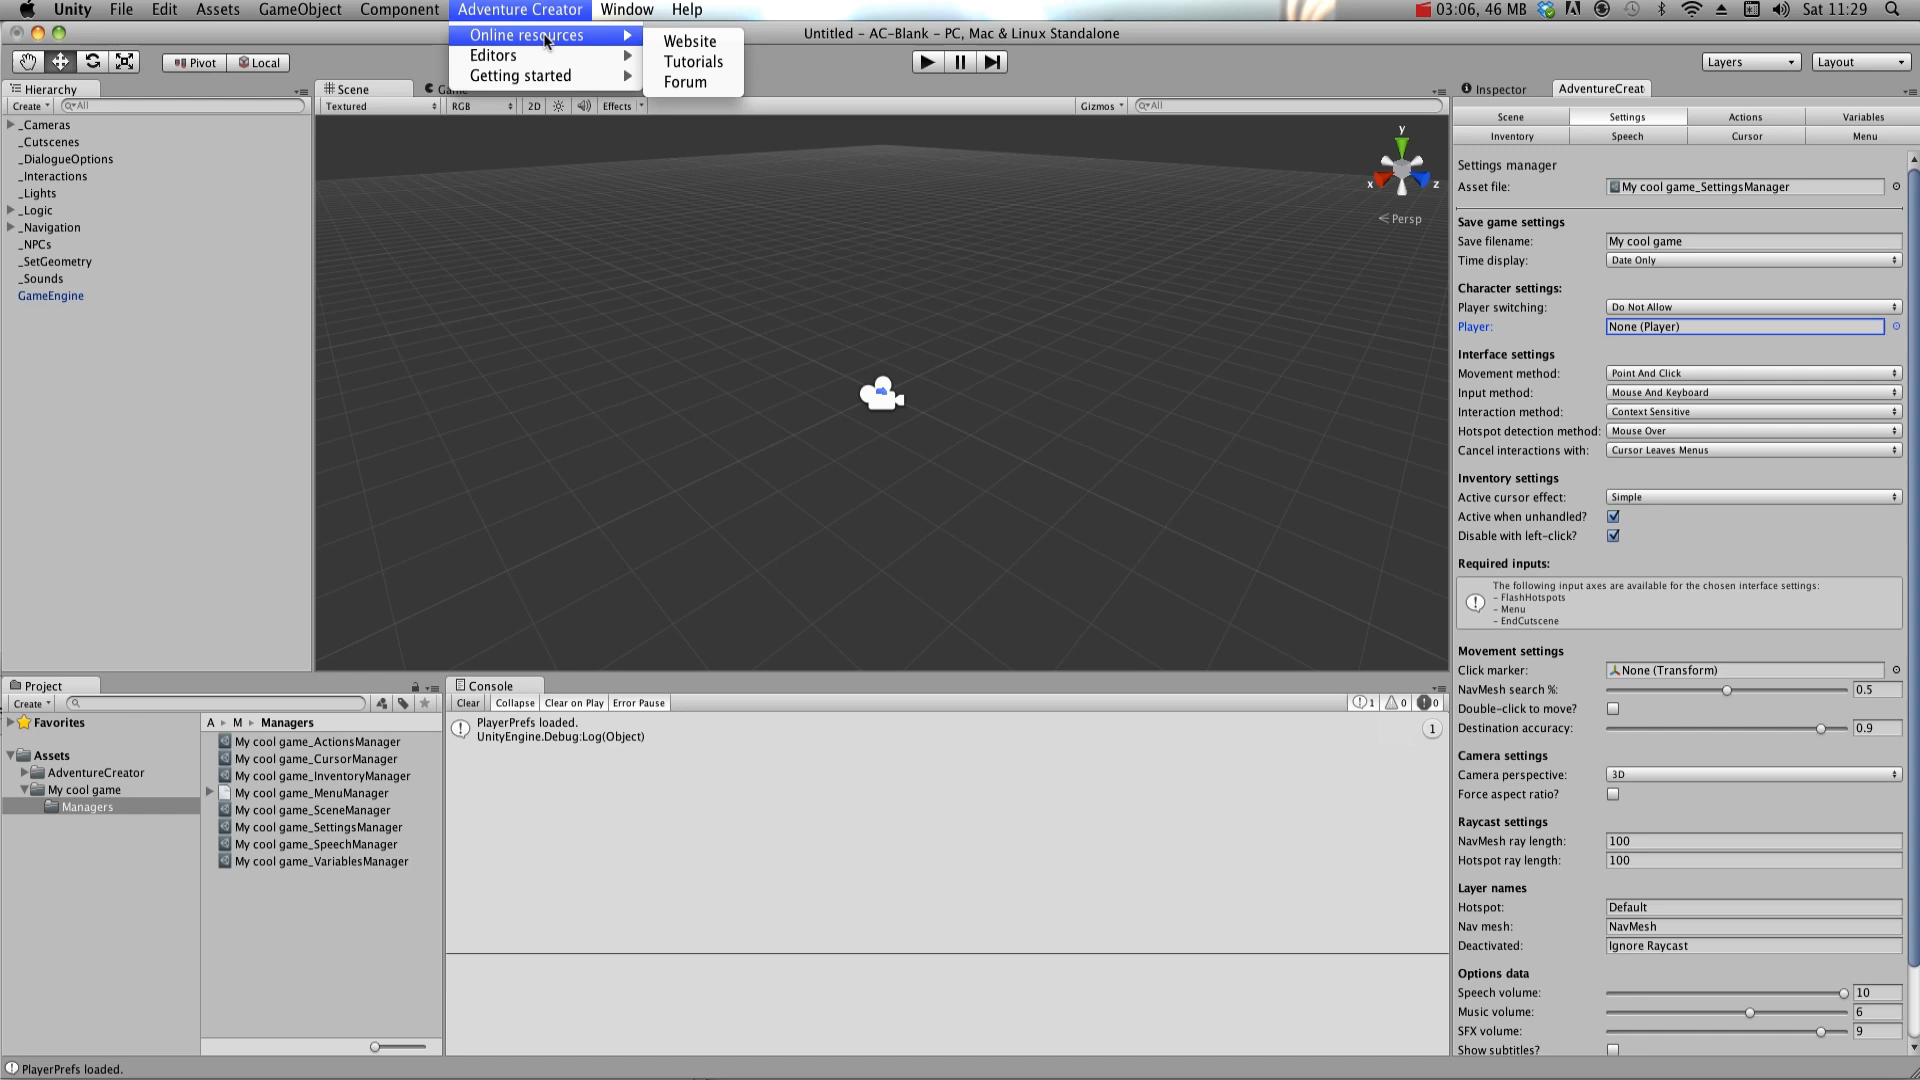 Unity File Edit Assets GameObject Component Adventure Creator Window Help 03:06, 46 MB Sat 11:29
Untitled - AC-Blank - PC, Mac & Linux Standalone
Online resources
Editors
Getting started
Website
Tutorials
Forum
Pivot Local
Layers Layout
Hierarchy
Create All
_Cameras
_Cutscenes
_DialogueOptions
_Interactions
_Lights
_Logic
_Navigation
_NPCs
_SetGeometry
_Sounds
GameEngine
Scene
Textured RGB 2D Effects Gizmos All
y
x z
Persp
Inspector AdventureCreat
Scene Settings Actions Variables
Inventory Speech Cursor Menu
Settings manager
Asset file: My cool game_SettingsManager
Save game settings
Save filename: My cool game
Time display: Date Only
Character settings:
Player switching: Do Not Allow
Player: None (Player)
Interface settings
Movement method: Point And Click
Input method: Mouse And Keyboard
Interaction method: Context Sensitive
Hotspot detection method: Mouse Over
Cancel interactions with: Cursor Leaves Menus
Inventory settings
Active cursor effect: Simple
Active when unhandled?
Disable with left-click?
Required inputs:
The following input axes are available for the chosen interface settings:
- FlashHotspots
- Menu
- EndCutscene
Movement settings
Click marker: None (Transform)
NavMesh search %: 0.5
Double-click to move?
Destination accuracy: 0.9
Camera settings
Camera perspective: 3D
Force aspect ratio?
Raycast settings
NavMesh ray length: 100
Hotspot ray length: 100
Layer names
Hotspot: Default
Nav mesh: NavMesh
Deactivated: Ignore Raycast
Options data
Speech volume: 10
Music volume: 6
SFX volume: 9
Show subtitles?
Project
Create
Favorites
Assets
AdventureCreator
My cool game
Managers
A M Managers
My cool game_ActionsManager
My cool game_CursorManager
My cool game_InventoryManager
My cool game_MenuManager
My cool game_SceneManager
My cool game_SettingsManager
My cool game_SpeechManager
My cool game_VariablesManager
Console
Clear Collapse Clear on Play Error Pause 1 0 0
PlayerPrefs loaded.
UnityEngine.Debug:Log(Object)
1
PlayerPrefs loaded.